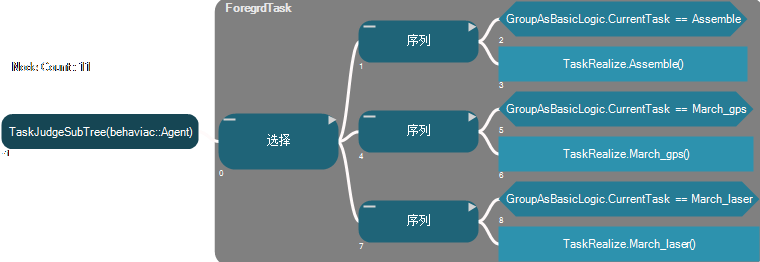 ForegrdTask
Node Count: 11
TaskJudgeSubTree(behaviac::Agent)
-1
选择
0
序列
1
GroupAsBasicLogic.CurrentTask == Assemble
2
TaskRealize.Assemble()
3
序列
4
GroupAsBasicLogic.CurrentTask == March_gps
5
TaskRealize.March_gps()
6
序列
7
GroupAsBasicLogic.CurrentTask == March_laser
8
TaskRealize.March_laser()